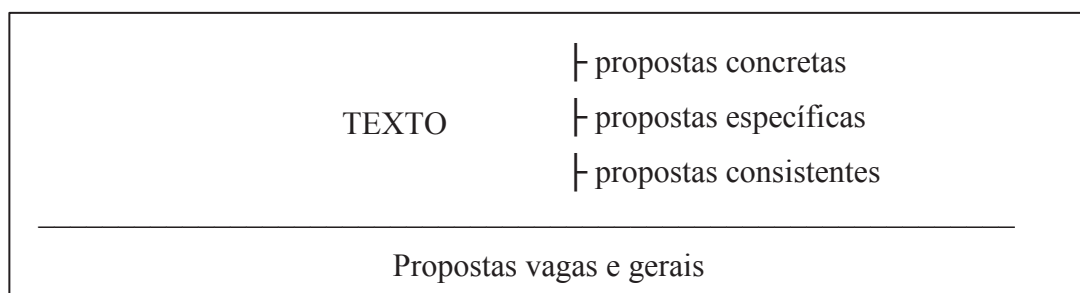 propostas concretas
TEXTO
propostas específicas
propostas consistentes
Propostas vagas e gerais